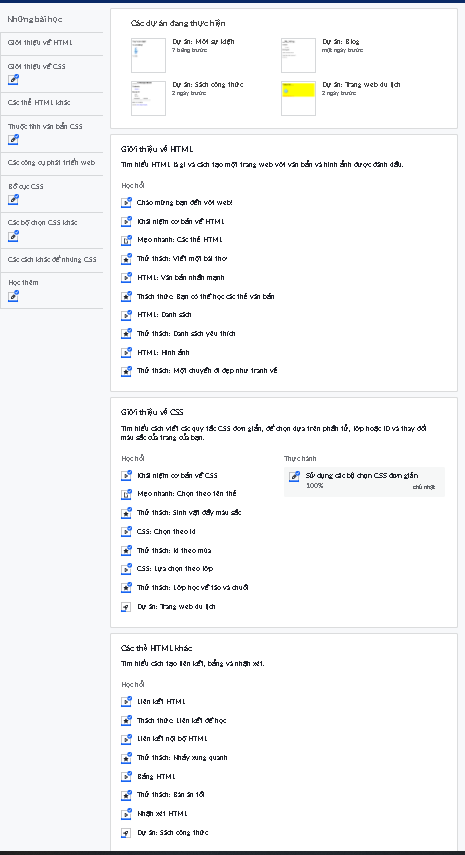 Những bài học
Giới thiệu về HTML
Giới thiệu về CSS
Các thẻ HTML khác
Thuộc tính văn bản CSS
Các công cụ phát triển web
Bố cục CSS
Các bộ chọn CSS khác
Các cách khác để nhúng CSS
Học thêm
Các dự án đang thực hiện
Dự án: Mời sự kiện
7 tháng trước
Dự án: Blog
một ngày trước
Dự án: Sách công thức
2 ngày trước
Dự án: Trang web du lịch
2 ngày trước
Giới thiệu về HTML
Tìm hiểu HTML là gì và cách tạo một trang web với văn bản và hình ảnh được đánh dấu.
Học hỏi
Chào mừng bạn đến với web!
Khái niệm cơ bản về HTML
Mẹo nhanh: Các thẻ HTML
Thử thách: Viết một bài thơ
HTML: Văn bản nhấn mạnh
Thách thức: Bạn có thể học các thẻ văn bản
HTML: Danh sách
Thử thách: Danh sách yêu thích
HTML: Hình ảnh
Thử thách: Một chuyến đi đẹp như tranh vẽ
Giới thiệu về CSS
Tìm hiểu cách viết các quy tắc CSS đơn giản, để chọn dựa trên phần tử, lớp hoặc ID và thay đổi
màu sắc của trang của bạn.
Học hỏi
Khái niệm cơ bản về CSS
Mẹo nhanh: Chọn theo tên thẻ
Thử thách: Sinh vật đầy màu sắc
CSS: Chọn theo id
Thử thách: Id theo mùa
CSS: Lựa chọn theo lớp
Thử thách: Lớp học về táo và chuối
Dự án: Trang web du lịch
Thực hành
Sử dụng các bộ chọn CSS đơn giản
100%
chủ nhật
Các thẻ HTML khác
Tìm hiểu cách tạo liên kết, bảng và nhận xét.
Học hỏi
Liên kết HTML
Thách thức: Liên kết để học
Liên kết nội bộ HTML
Thử thách: Nhảy xung quanh
Bảng HTML
Thử thách: Bàn ăn tối
Nhận xét HTML
Dự án: Sách công thức